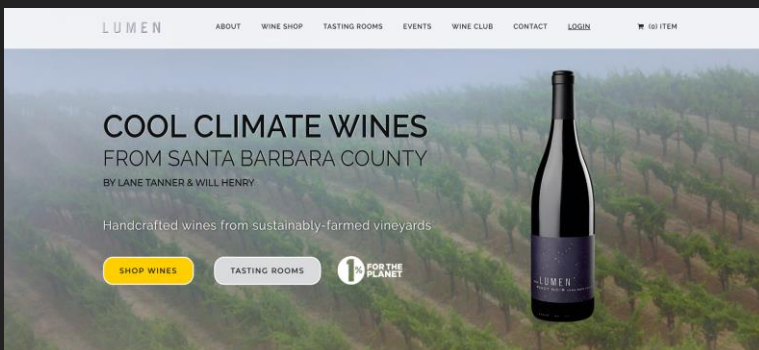 LUMEN
ABOUT WINE SHOP TASTING ROOMS EVENTS WINE CLUB CONTACT LOGIN (0) ITEM
COOL CLIMATE WINES
FROM SANTA BARBARA COUNTY
BY LANE TANNER & WILL HENRY
Handcrafted wines from sustainably-farmed vineyards
SHOP WINES
TASTING ROOMS
1% FOR THE
PLANET
LUMEN
PINOT NOIR